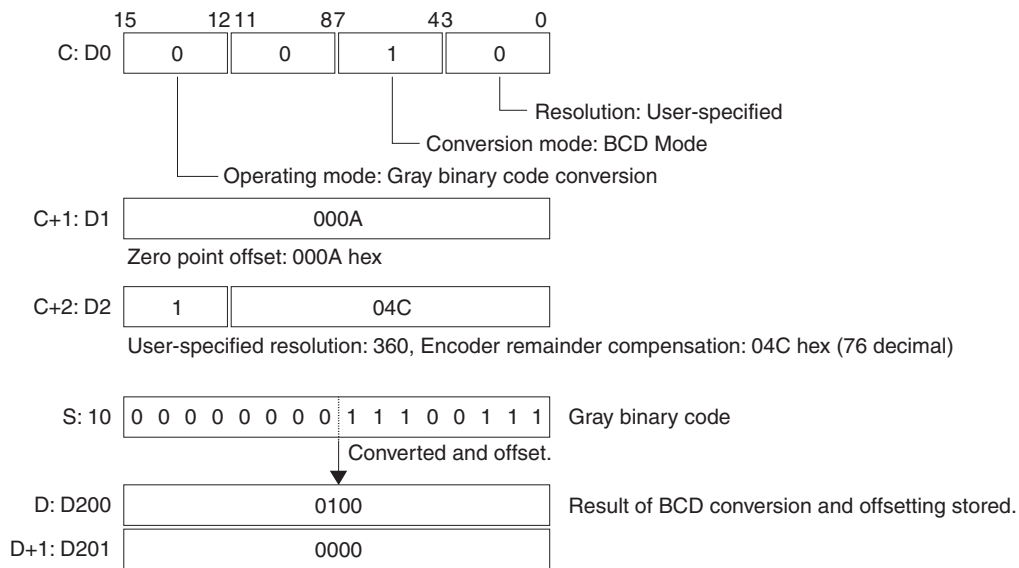 15 12 11 87 43 0
C: D0 0 0 1 0
Resolution: User-specified
Conversion mode: BCD Mode
Operating mode: Gray binary code conversion
C+1: D1 000A
Zero point offset: 000A hex
C+2: D2 1 04C
User-specified resolution: 360, Encoder remainder compensation: 04C hex (76 decimal)
S: 10 0 0 0 0 0 0 0 0 1 1 1 0 0 1 1 1 Gray binary code
Converted and offset.
D: D200 0100 Result of BCD conversion and offsetting stored.
D+1: D201 0000